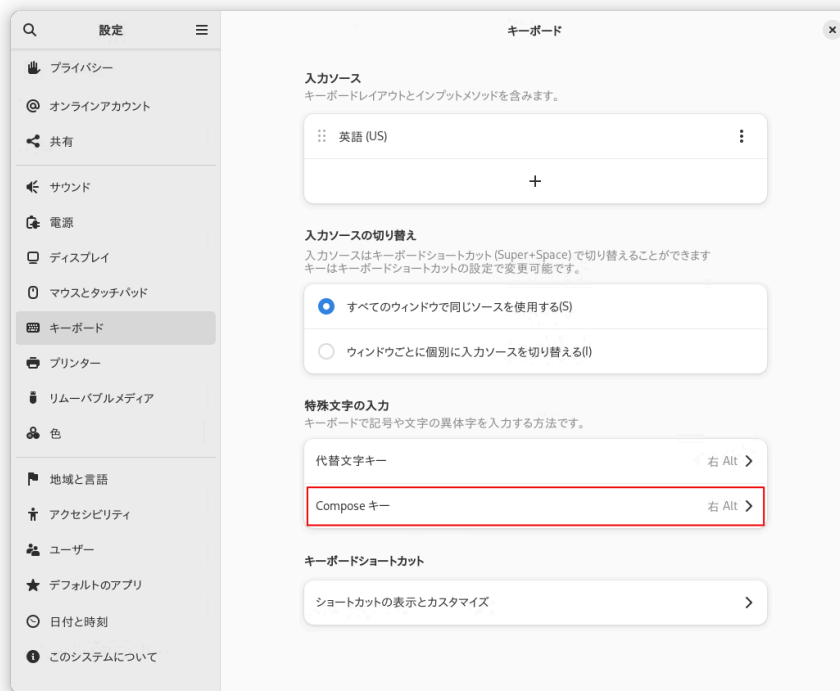 設定
プライバシー
オンラインアカウント
共有
サウンド
電源
ディスプレイ
マウスとタッチパッド
キーボード
プリンター
リムーバブルメディア
色
地域と言語
アクセシビリティ
ユーザー
デフォルトのアプリ
日付と時刻
このシステムについて
キーボード
入力ソース
キーボードレイアウトとインプットメソッドを含みます。
英語 (US)
入力ソースの切り替え
入力ソースはキーボードショートカット (Super+Space) で切り替えることができます
キーはキーボードショートカットの設定で変更可能です。
すべてのウィンドウで同じソースを使用する(S)
ウィンドウごとに個別に入力ソースを切り替える(I)
特殊文字の入力
キーボードで記号や文字の異体字を入力する方法です。
代替文字キー 右 Alt
Compose キー 右 Alt
キーボードショートカット
ショートカットの表示とカスタマイズ